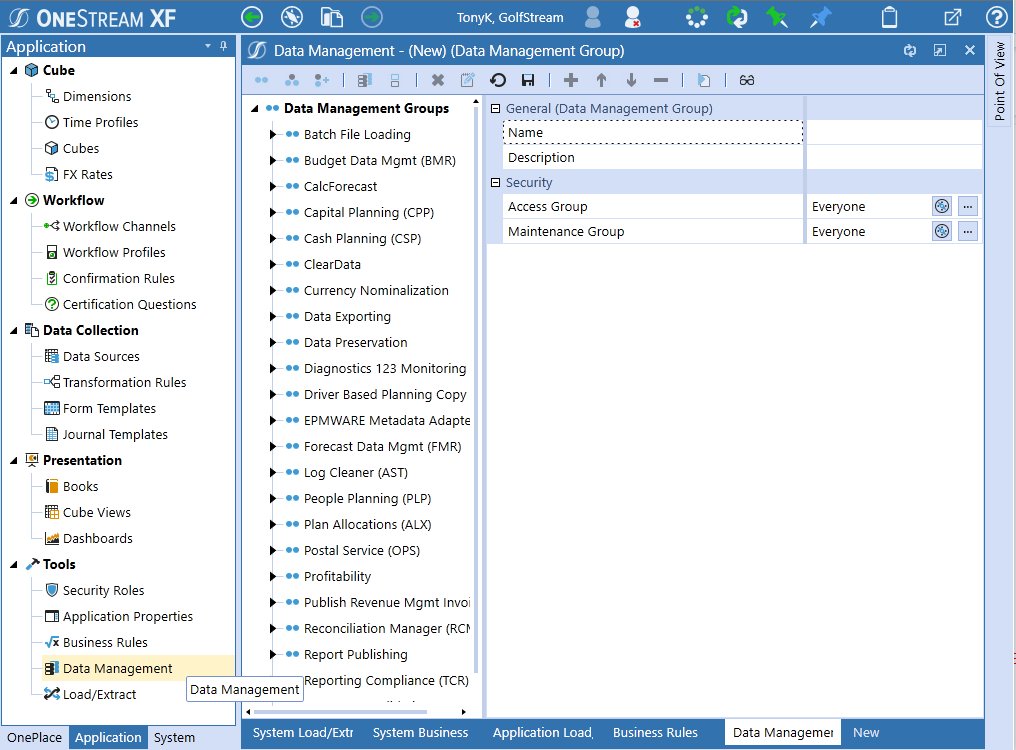 ONESTREAM XF
TonyK, GolfStream
Application
Cube
Dimensions
Time Profiles
Cubes
FX Rates
Workflow
Workflow Channels
Workflow Profiles
Confirmation Rules
Certification Questions
Data Collection
Data Sources
Transformation Rules
Form Templates
Journal Templates
Presentation
Books
Cube Views
Dashboards
Tools
Security Roles
Application Properties
Business Rules
Data Management
Load/Extract
Data Management
OnePlace
Application
System
Data Management - (New) (Data Management Group)
Data Management Groups
Batch File Loading
Budget Data Mgmt (BMR)
CalcForecast
Capital Planning (CPP)
Cash Planning (CSP)
ClearData
Currency Nominalization
Data Exporting
Data Preservation
Diagnostics 123 Monitoring
Driver Based Planning Copy
EPMWARE Metadata Adapte
Forecast Data Mgmt (FMR)
Log Cleaner (AST)
People Planning (PLP)
Plan Allocations (ALX)
Postal Service (OPS)
Profitability
Publish Revenue Mgmt Invoi
Reconciliation Manager (RCM
Report Publishing
Reporting Compliance (TCR)
General (Data Management Group)
Name
Description
Security
Access Group Everyone ...
Maintenance Group Everyone ...
System Load/Extr
System Business
Application Load
Business Rules
Data Managemer
New
Point Of View